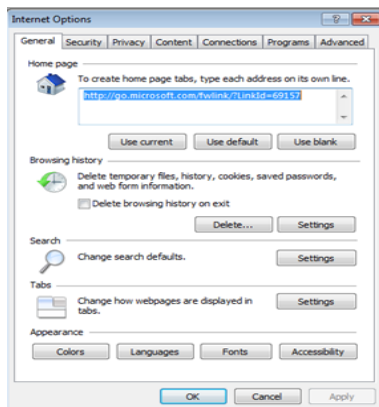 Internet Options
General Security Privacy Content Connections Programs Advanced
Home page
To create home page tabs, type each address on its own line.
http://go.microsoft.com/fwlink/?LinkId=69157
Use current Use default Use blank
Browsing history
Delete temporary files, history, cookies, saved passwords,
and web form information.
Delete browsing history on exit
Delete... Settings
Search
Change search defaults. Settings
Tabs
Change how webpages are displayed in Settings
tabs.
Appearance
Colors Languages Fonts Accessibility
OK Cancel Apply